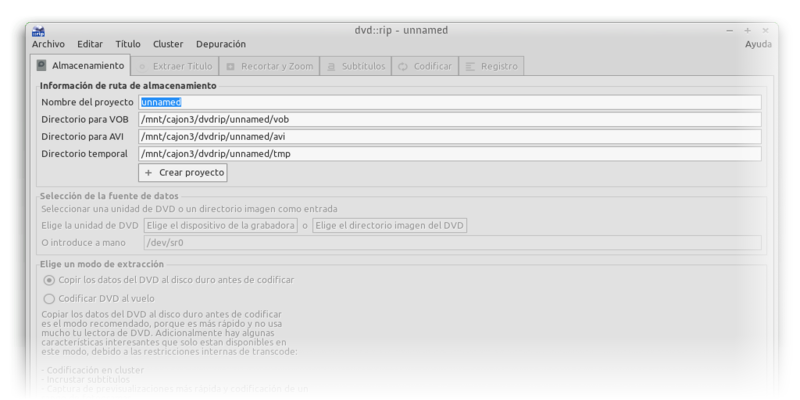 dvd::rip - unnamed
Archivo Editar Título Cluster Depuración Ayuda
Almacenamiento Extraer Título Recortar y Zoom Subtítulos Codificar Registro
Información de ruta de almacenamiento
Nombre del proyecto unnamed
Directorio para VOB /mnt/cajon3/dvdrip/unnamed/vob
Directorio para AVI /mnt/cajon3/dvdrip/unnamed/avi
Directorio temporal /mnt/cajon3/dvdrip/unnamed/tmp
+ Crear proyecto
Selección de la fuente de datos
Seleccionar una unidad de DVD o un directorio imagen como entrada
Elige la unidad de DVD Elige el dispositivo de la grabadora o Elige el directorio imagen del DVD
O introduce a mano /dev/sr0
Elige un modo de extracción
Copir los datos del DVD al disco duro antes de codificar
Codificar DVD al vuelo
Copiar los datos del DVD al disco duro antes de codificar
es el modo recomendado, porque es más rápido y no usa
mucho tu lectora de DVD. Adicionalmente hay algunas
características interesantes que solo estan disponibles en
este modo, debido a las restricciones internas de transcode:
- Codificación en cluster
- Incrustar subtítulos